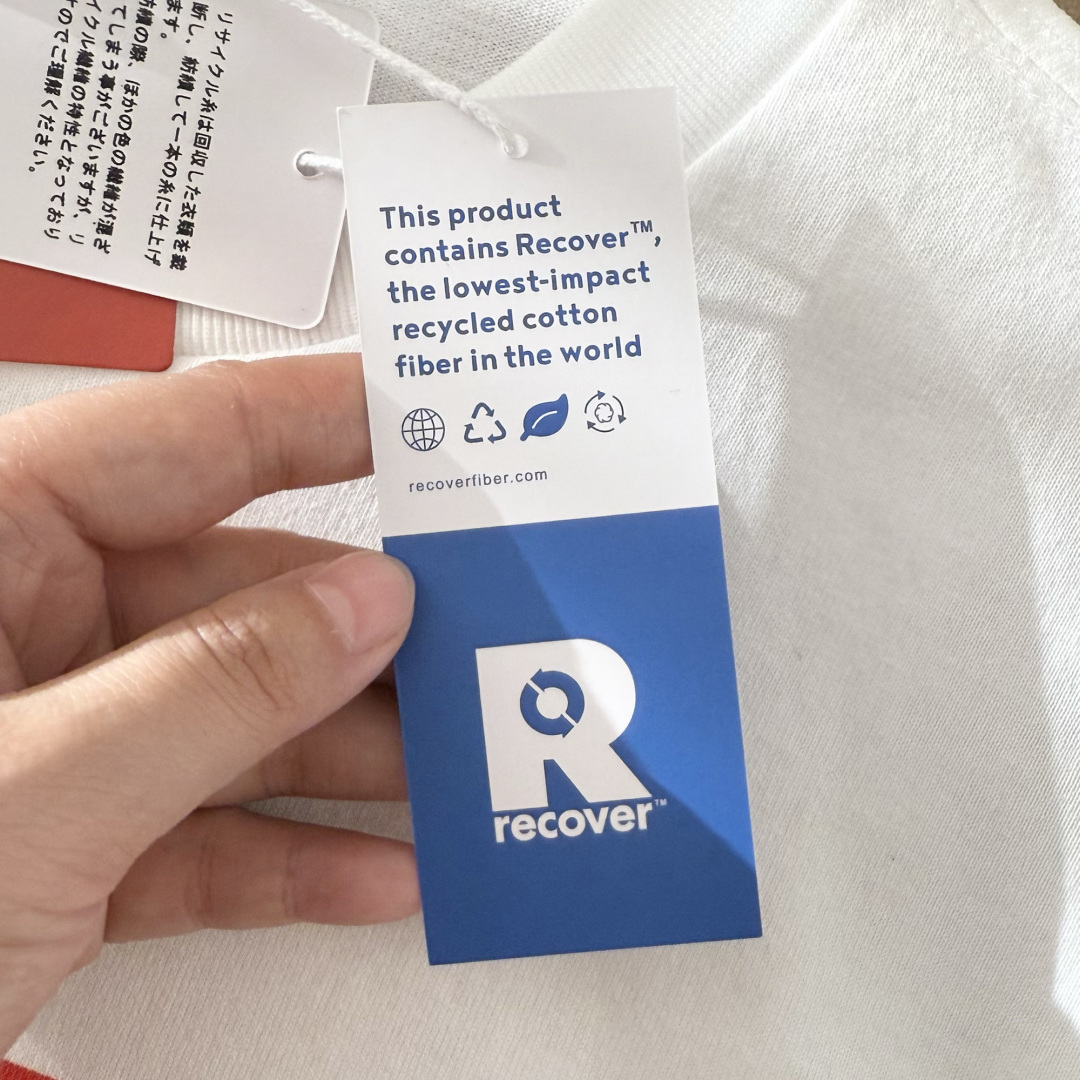 リサイクル糸は回収した衣類を裁
断し、紡績して一本の糸に仕上げ
ます。
紡績の際、ほかの色の繊維が混ざ
てしまう事がございますが、リ
イクル繊維の特性となっており
すのでご理解ください。
This product
contains Recover™,
the lowest-impact
recycled cotton
fiber in the world
recoverfiber.com
R
recover™